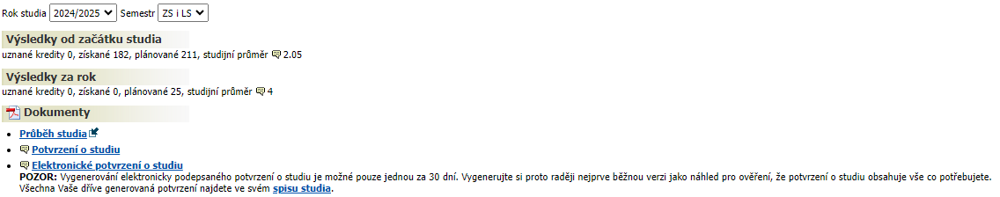 Rok studia 2024/2025 Semestr ZS i LS
Výsledky od začátku studia
uznané kredity 0, získané 182, plánované 211, studijní průměr 2.05
Výsledky za rok
uznané kredity 0, získané 0, plánované 25, studijní průměr 4
Dokumenty
Průběh studia
Potvrzení o studiu
Elektronické potvrzení o studiu
POZOR: Vygenerování elektronicky podepsaného potvrzení o studiu je možné pouze jednou za 30 dní. Vygenerujte si proto raději nejprve běžnou verzi jako náhled pro ověření, že potvrzení o studiu obsahuje vše co potřebujete.
Všechna Vaše dříve generovaná potvrzení najdete ve svém spisu studia.